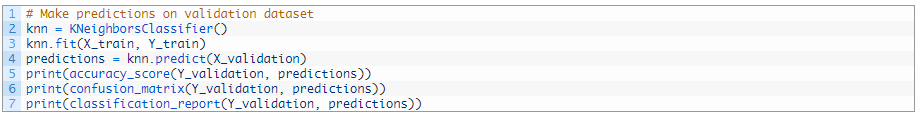 1 # Make predictions on validation dataset
2 knn = KNeighborsClassifier()
3 knn.fit(X_train, Y_train)
4 predictions = knn.predict(X_validation)
5 print(accuracy_score(Y_validation, predictions))
6 print(confusion_matrix(Y_validation, predictions))
7 print(classification_report(Y_validation, predictions))